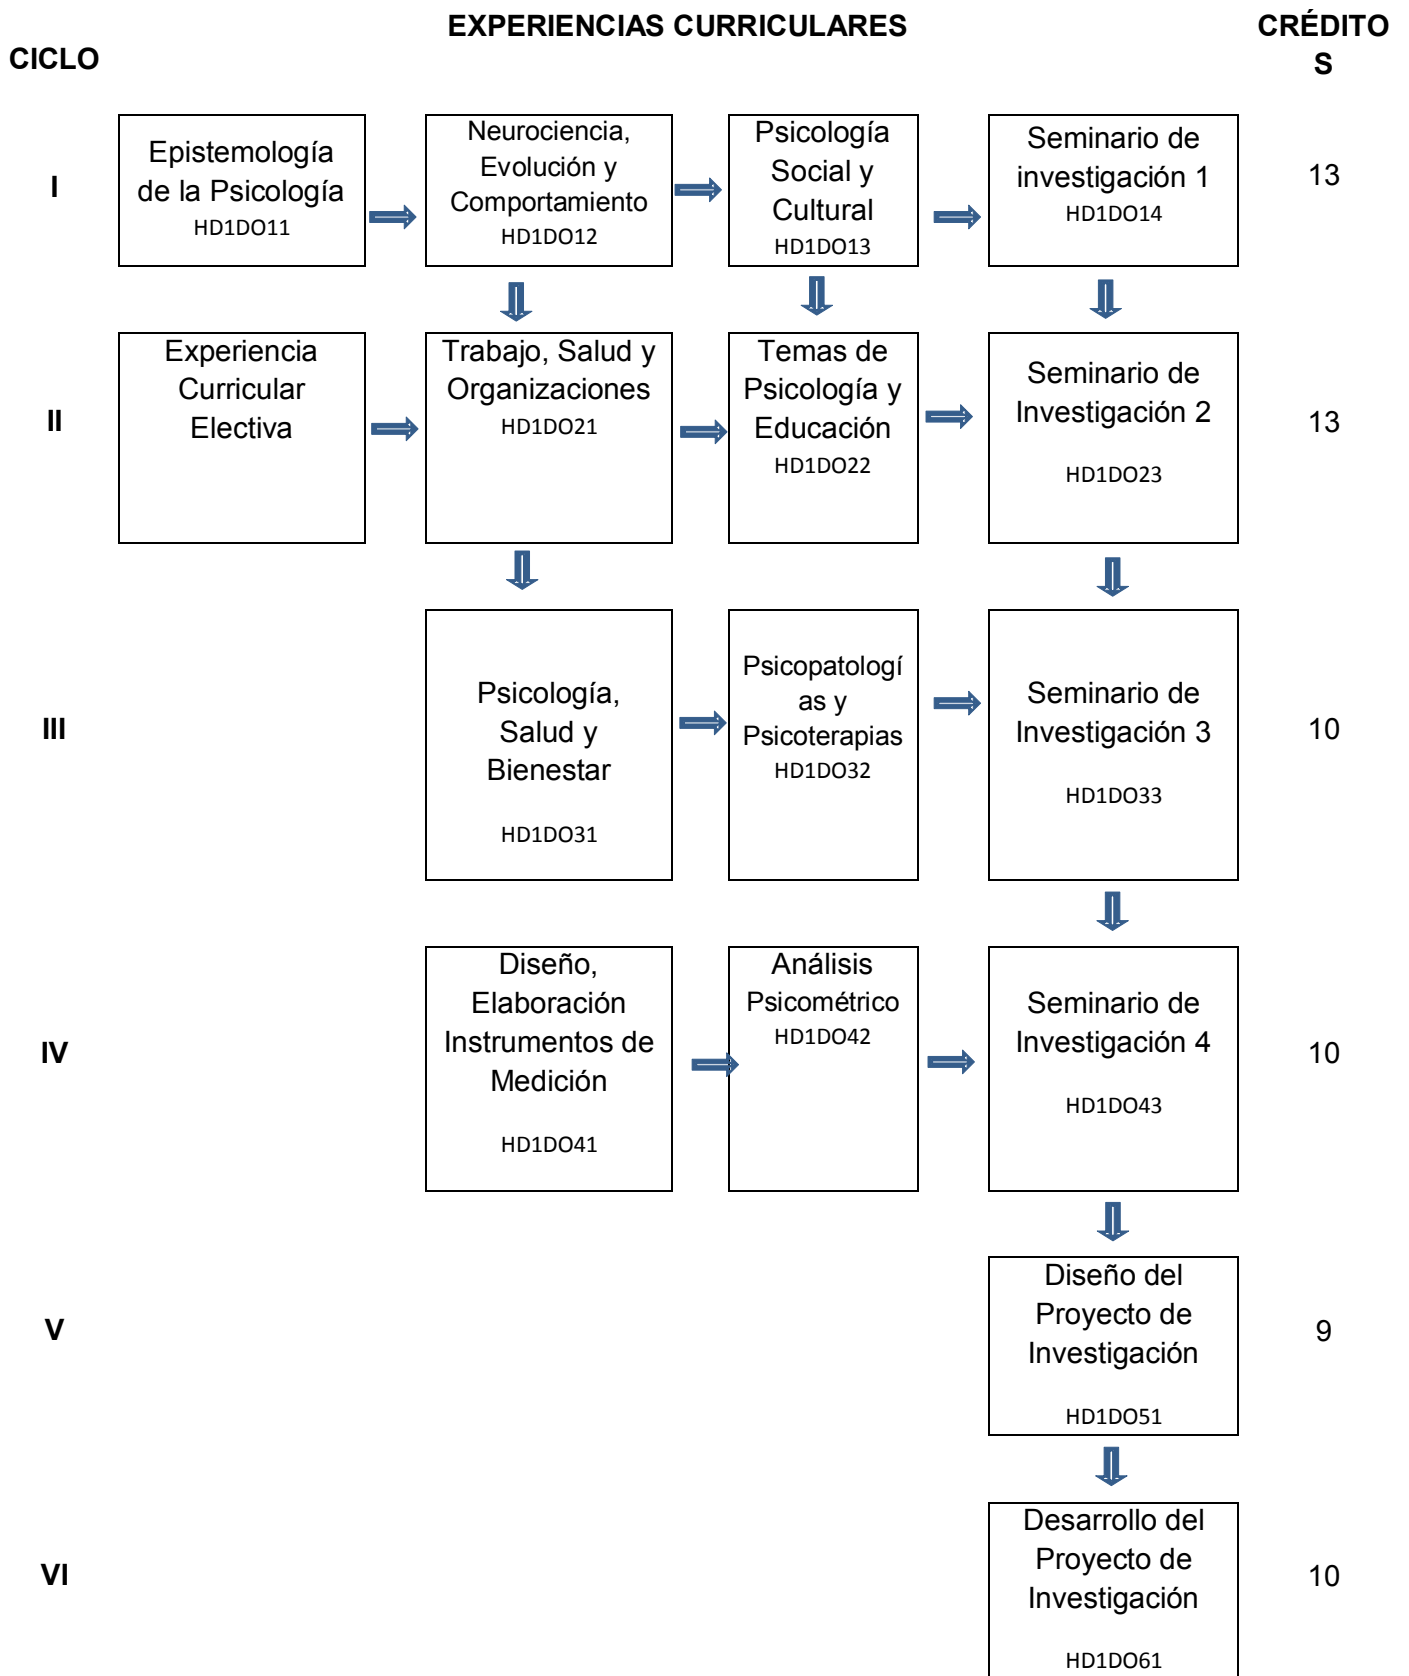 EXPERIENCIAS CURRICULARES
CRÉDITO
S
CICLO
I
Epistemología
de la Psicología
HD1DO11
Neurociencia,
Evolución y
Comportamiento
HD1DO12
Psicología
Social y
Cultural
HD1DO13
Seminario de
investigación 1
HD1DO14
13
II
Experiencia
Curricular
Electiva
Trabajo, Salud y
Organizaciones
HD1DO21
Temas de
Psicología y
Educación
HD1DO22
Seminario de
Investigación 2
HD1DO23
13
III
Psicología,
Salud y
Bienestar
HD1DO31
Psicopatologí
as y
Psicoterapias
HD1DO32
Seminario de
Investigación 3
HD1DO33
10
IV
Diseño,
Elaboración
Instrumentos de
Medición
HD1DO41
Análisis
Psicométrico
HD1DO42
Seminario de
Investigación 4
HD1DO43
10
V
Diseño del
Proyecto de
Investigación
HD1DO51
9
VI
Desarrollo del
Proyecto de
Investigación
HD1DO61
10